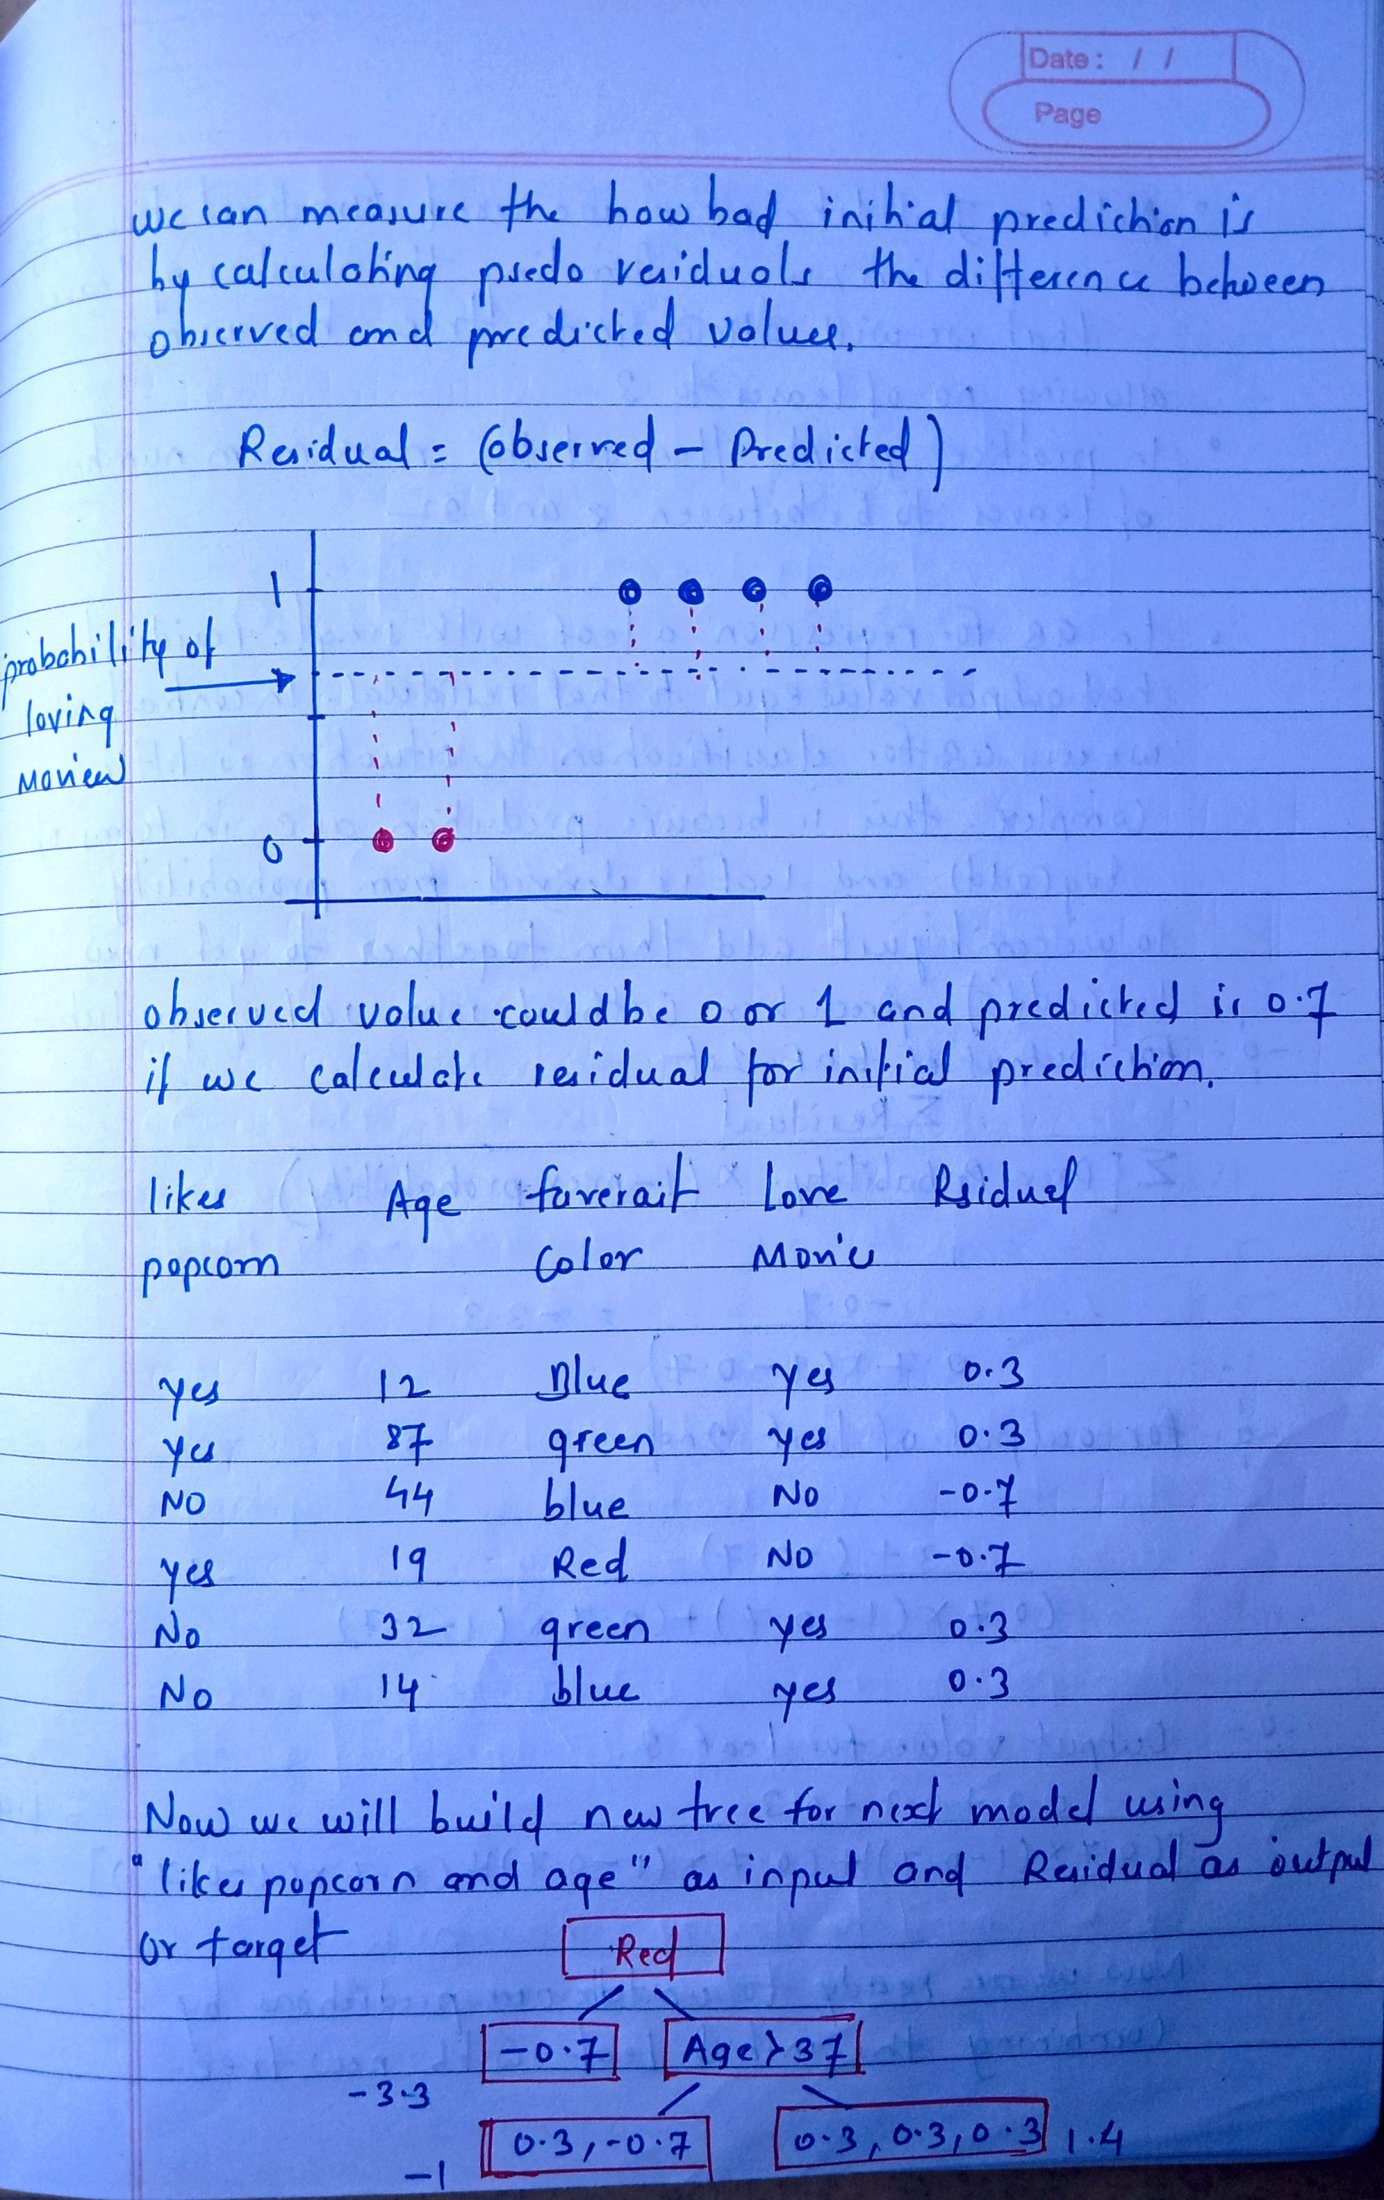 Date : / /
Page
we can measure the how bad initial prediction is
by calculating psedo residuals the difference between
observed and predicted values.
Residual = (observed - Predicted)
1
probability of
loving
Moview
0
observed value could be 0 or 1 and predicted is 0.7
if we calculate residual for initial prediction.
likes Age faverait Love Rsidual
popcorn Color Movie
yes 12 Blue yes 0.3
yes 87 green yes 0.3
NO 44 blue No -0.7
yes 19 Red NO -0.7
No 32 green yes 0.3
No 14 blue yes 0.3
Now we will build new tree for next model using
"likes popcorn and age" as input and Residual as output
or target
Red
-0.7 Age>37
-3.3
0.3, -0.7 0.3, 0.3, 0.3 1.4
-1